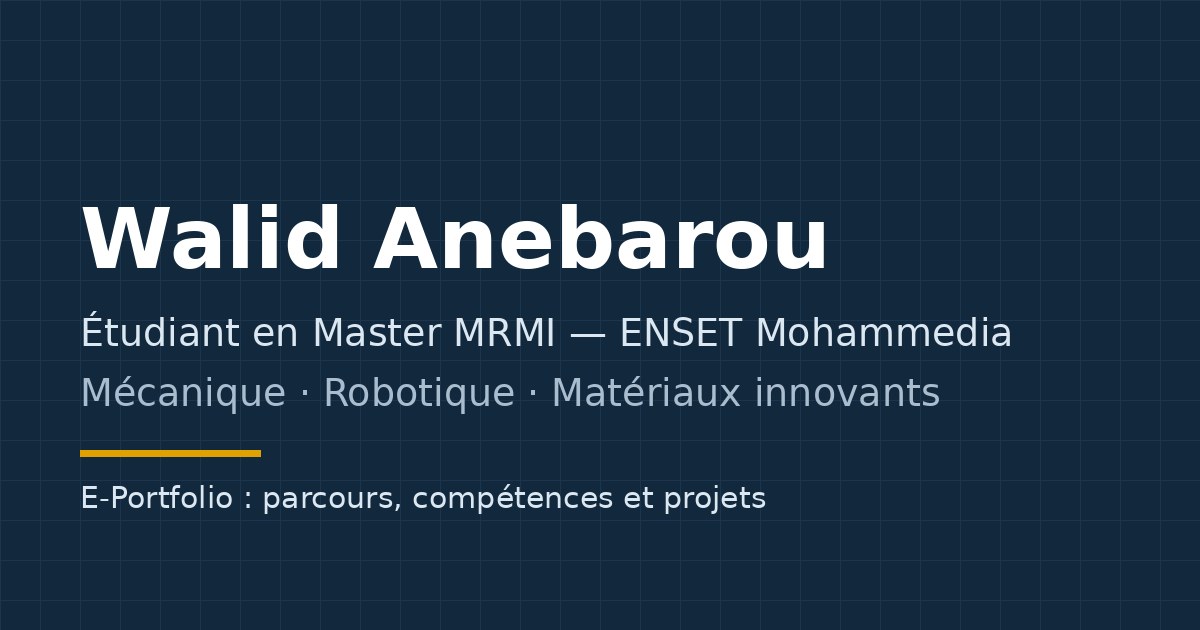 Walid Anebarou
Étudiant en Master MRMI — ENSET Mohammedia
Mécanique · Robotique · Matériaux innovants
E-Portfolio : parcours, compétences et projets